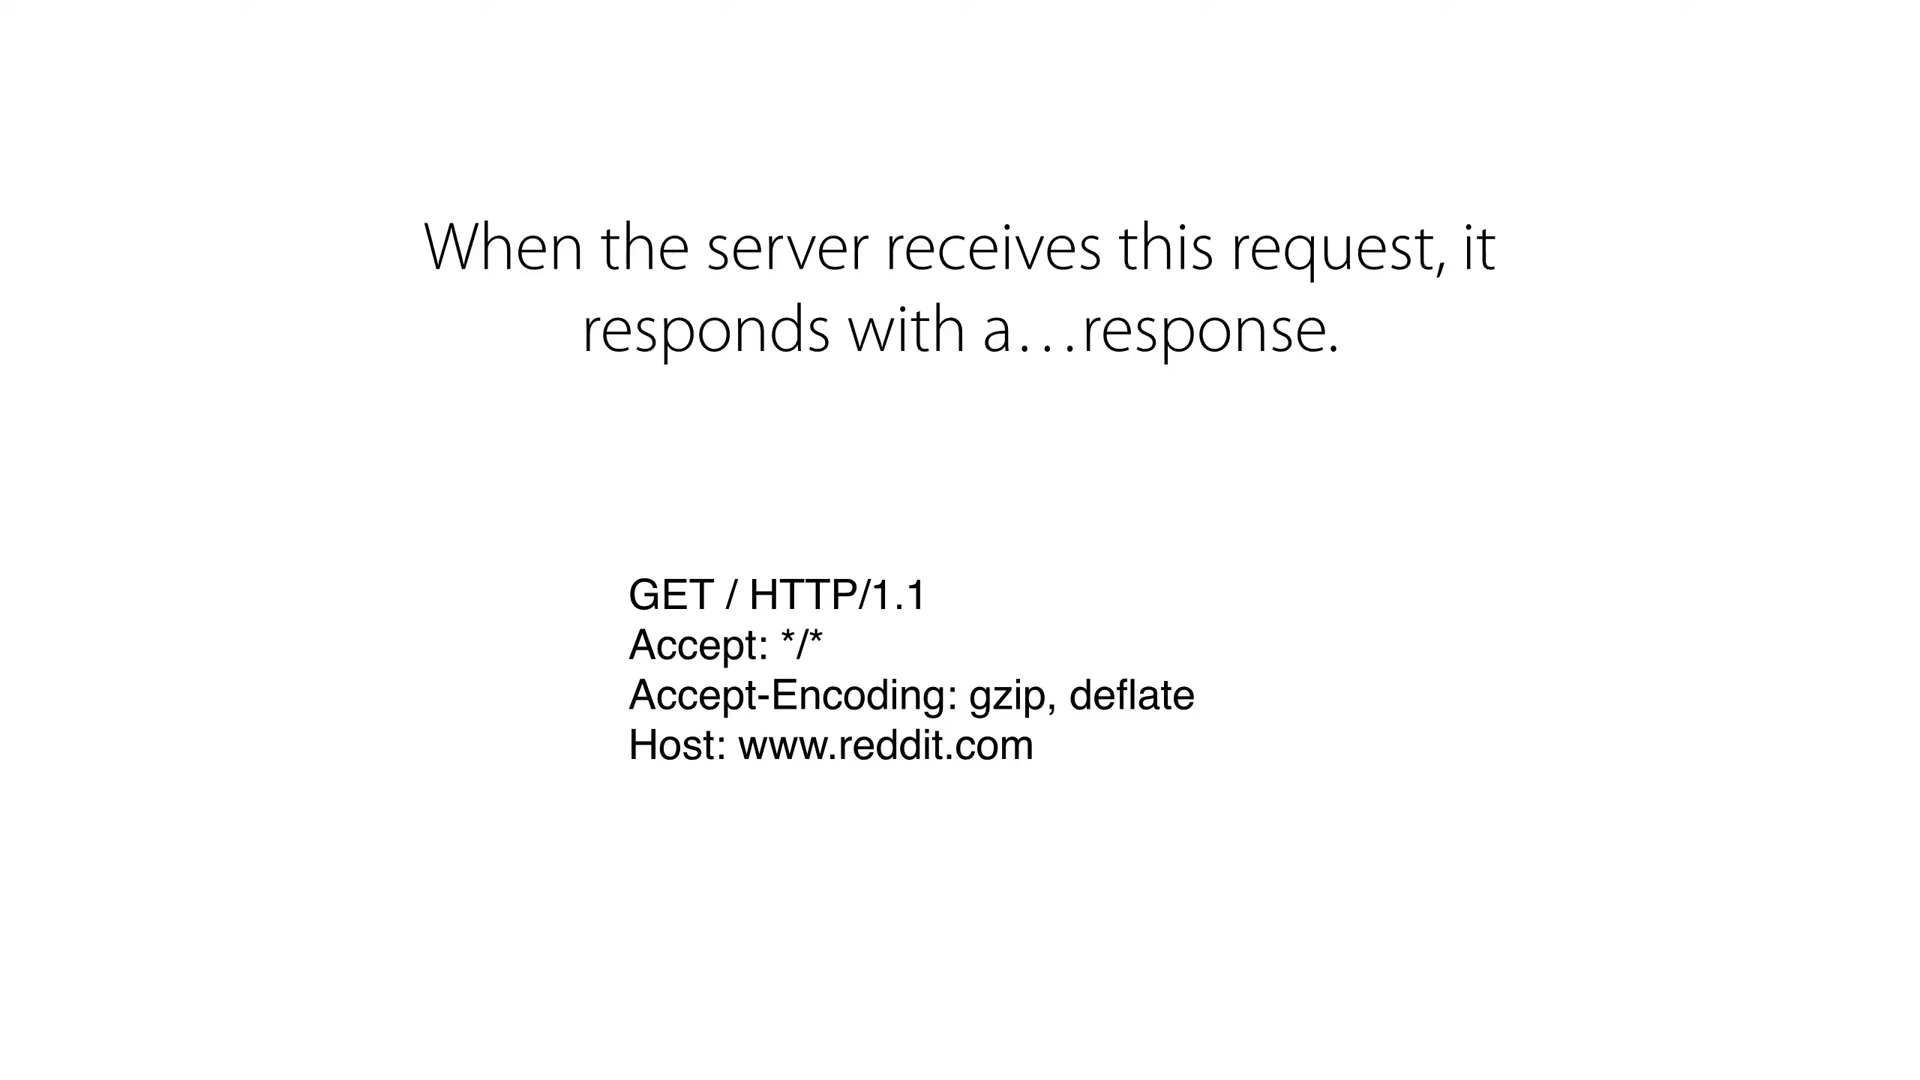 When the server receives this request, it
responds with a…response.
GET / HTTP/1.1
Accept: */*
Accept-Encoding: gzip, deflate
Host: www.reddit.com